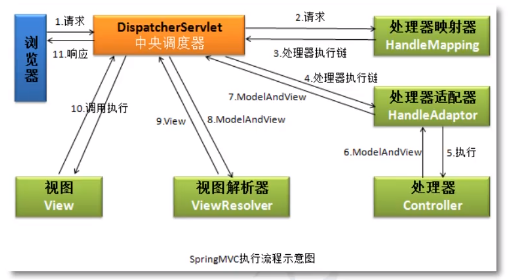 浏览器
1.请求
11.响应
DispatcherServlet
中央调度器
2.请求
3.处理器执行链
处理器映射器
HandleMapping
4.处理器执行链
7.ModelAndView
处理器适配器
HandleAdaptor
10.调用执行
9.View
8.ModelAndView
6.ModelAndView
5.执行
视图
View
视图解析器
ViewResolver
处理器
Controller
SpringMVC执行流程示意图